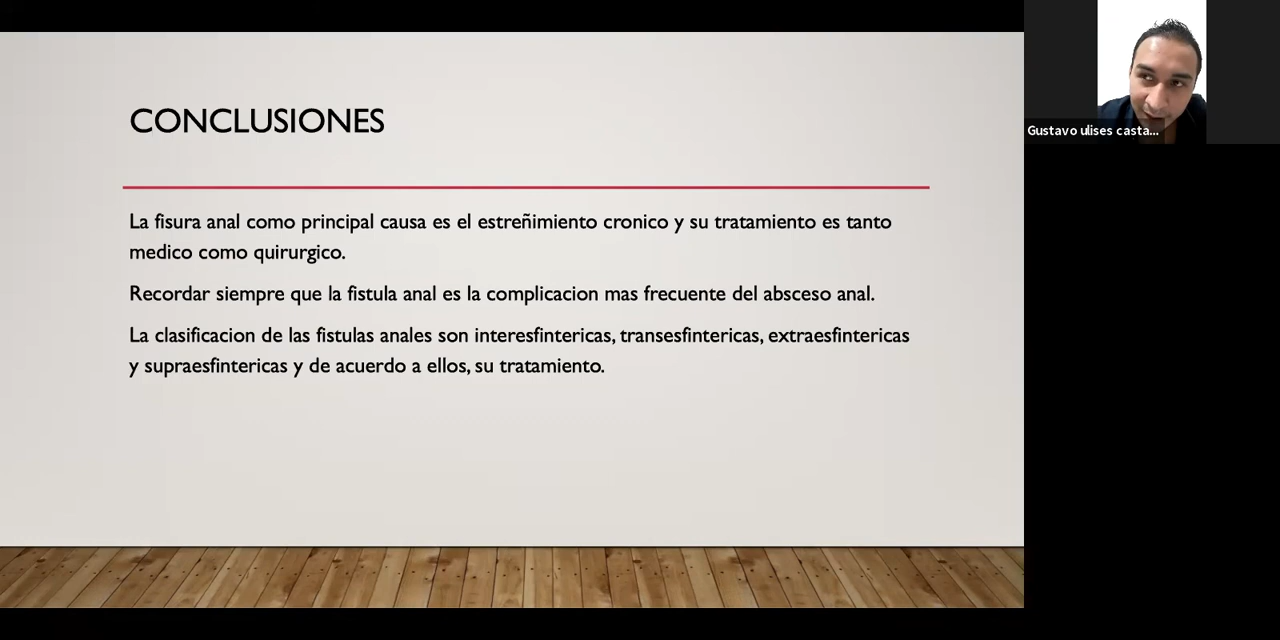 CONCLUSIONES
La fisura anal como principal causa es el estreñimiento cronico y su tratamiento es tanto
medico como quirurgico.
Recordar siempre que la fistula anal es la complicacion mas frecuente del absceso anal.
La clasificacion de las fistulas anales son interesfintericas, transesfintericas, extraesfintericas
y supraesfintericas y de acuerdo a ellos, su tratamiento.
Gustavo ulises casta...